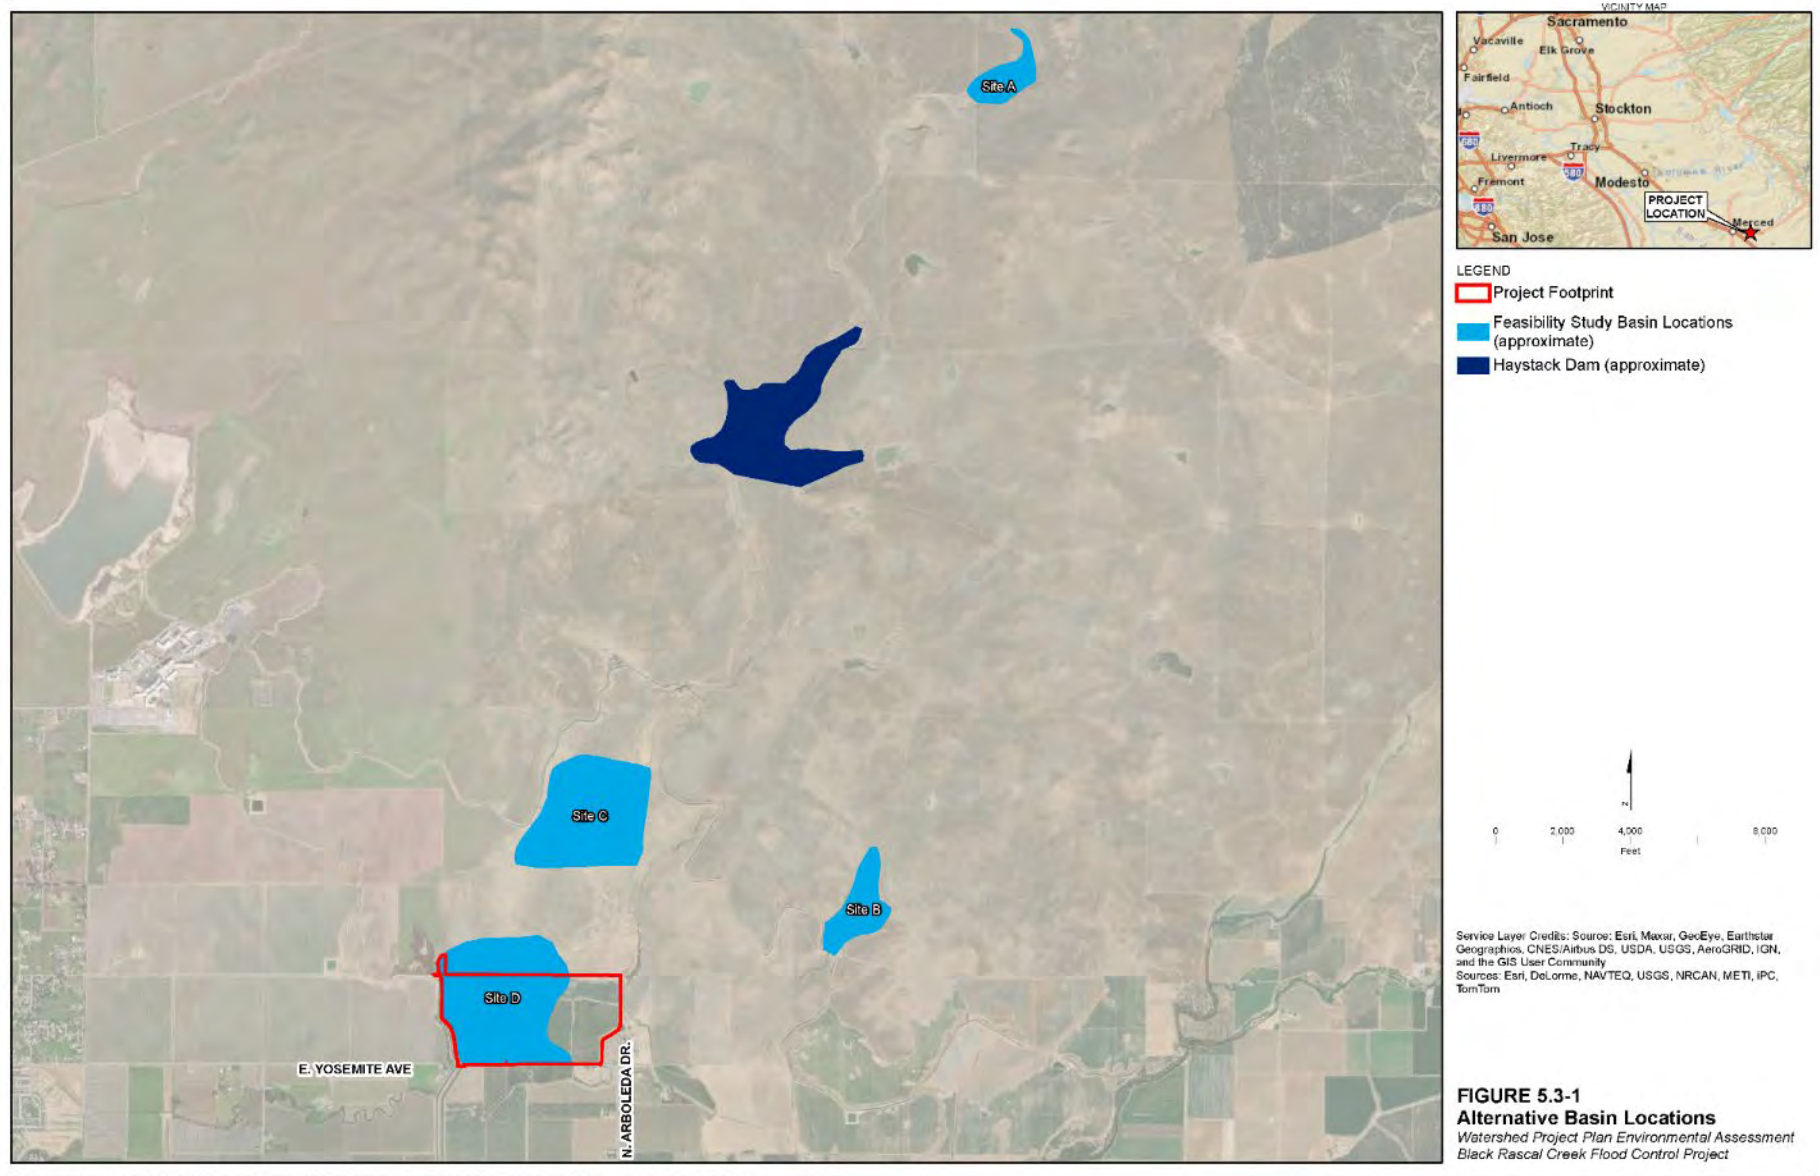 VICINITY MAP
Sacramento
Vacaville
Elk Grove
Fairfield
Antioch
Stockton
680
Livermore
Tracy
580
Fremont
Modesto
PROJECT
LOCATION
880
Merced
San Jose
LEGEND
Project Footprint
Feasibility Study Basin Locations
(approximate)
Haystack Dam (approximate)
Site A
Site C
Site B
Site D
E. YOSEMITE AVE
N. ARBOLEDA DR.
N
0 2,000 4,000 8,000
Feet
Service Layer Credits: Source: Esri, Maxar, GeoEye, Earthstar
Geographics, CNES/Airbus DS, USDA, USGS, AeroGRID, IGN,
and the GIS User Community
Sources: Esri, DeLorme, NAVTEQ, USGS, NRCAN, METI, iPC,
TomTom
FIGURE 5.3-1
Alternative Basin Locations
Watershed Project Plan Environmental Assessment
Black Rascal Creek Flood Control Project